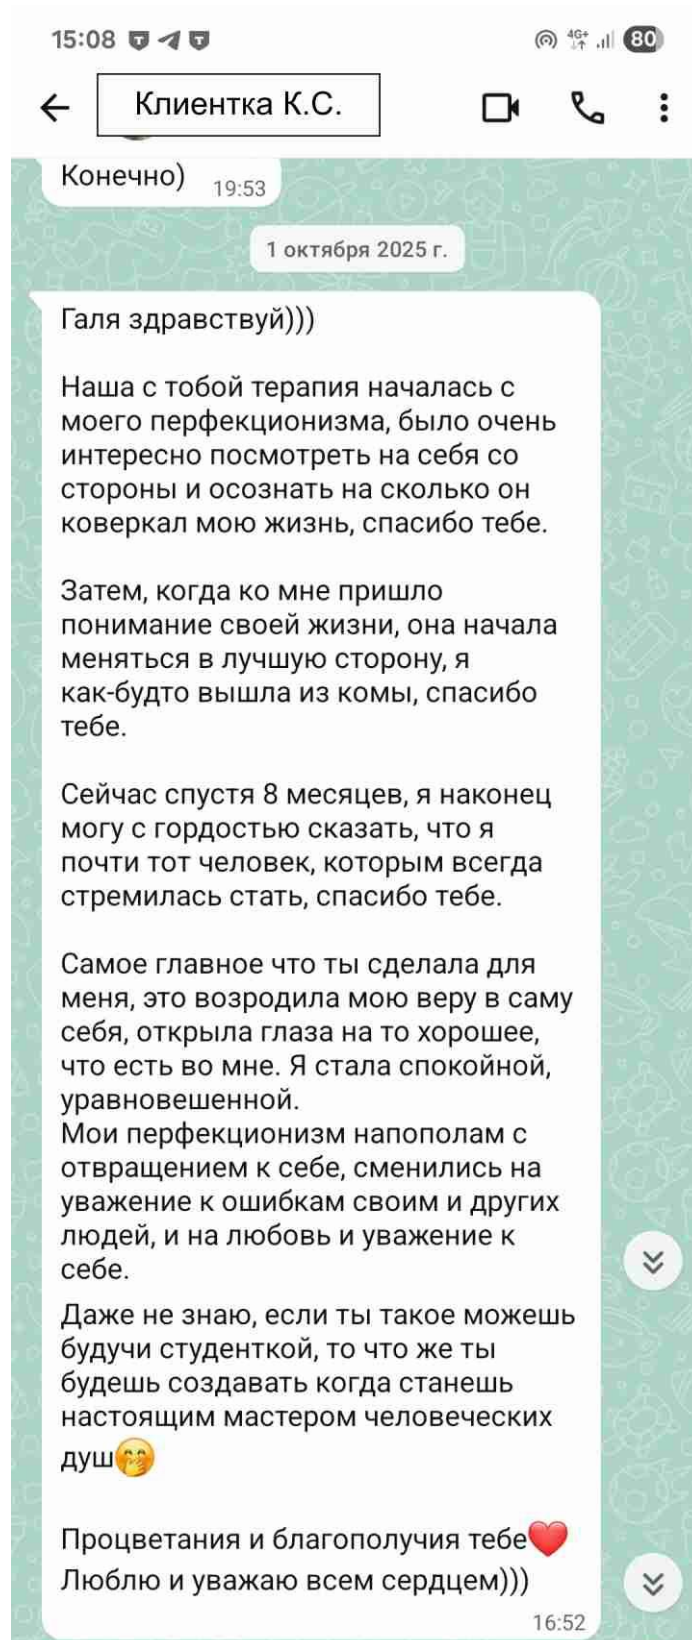 15:08
4G+
80
Клиентка К.С.
Конечно)
19:53
1 октября 2025 г.
Галя здравствуй)))
Наша с тобой терапия началась с
моего перфекционизма, было очень
интересно посмотреть на себя со
стороны и осознать на сколько он
коверкал мою жизнь, спасибо тебе.
Затем, когда ко мне пришло
понимание своей жизни, она начала
меняться в лучшую сторону, я
как-будто вышла из комы, спасибо
тебе.
Сейчас спустя 8 месяцев, я наконец
могу с гордостью сказать, что я
почти тот человек, которым всегда
стремилась стать, спасибо тебе.
Самое главное что ты сделала для
меня, это возродила мою веру в саму
себя, открыла глаза на то хорошее,
что есть во мне. Я стала спокойной,
уравновешенной.
Мои перфекционизм напополам с
отвращением к себе, сменились на
уважение к ошибкам своим и других
людей, и на любовь и уважение к
себе.
Даже не знаю, если ты такое можешь
будучи студенткой, то что же ты
будешь создавать когда станешь
настоящим мастером человеческих
душ🤭
Процветания и благополучия тебе❤️
Люблю и уважаю всем сердцем)))
16:52